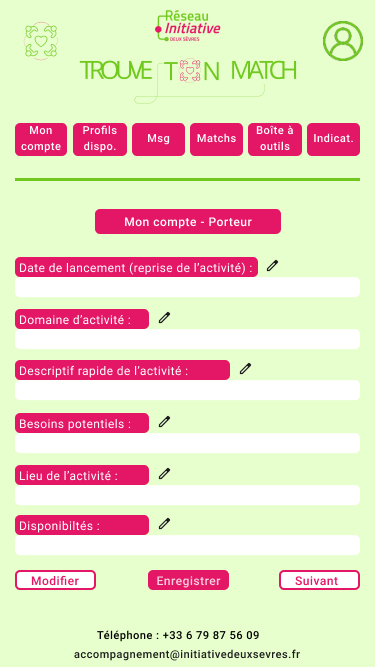 Réseau
Initiative
DEUX SÈVRES
TROUVE T N MATCH
Mon compte
Profils dispo.
Msg
Matchs
Boîte à outils
Indicat.
Mon compte - Porteur
Date de lancement (reprise de l'activité) :
Domaine d'activité :
Descriptif rapide de l'activité :
Besoins potentiels :
Lieu de l'activité :
Disponibiltés :
Modifier
Enregistrer
Suivant
Téléphone : +33 6 79 87 56 09
accompagnement@initiativedeuxsevres.fr